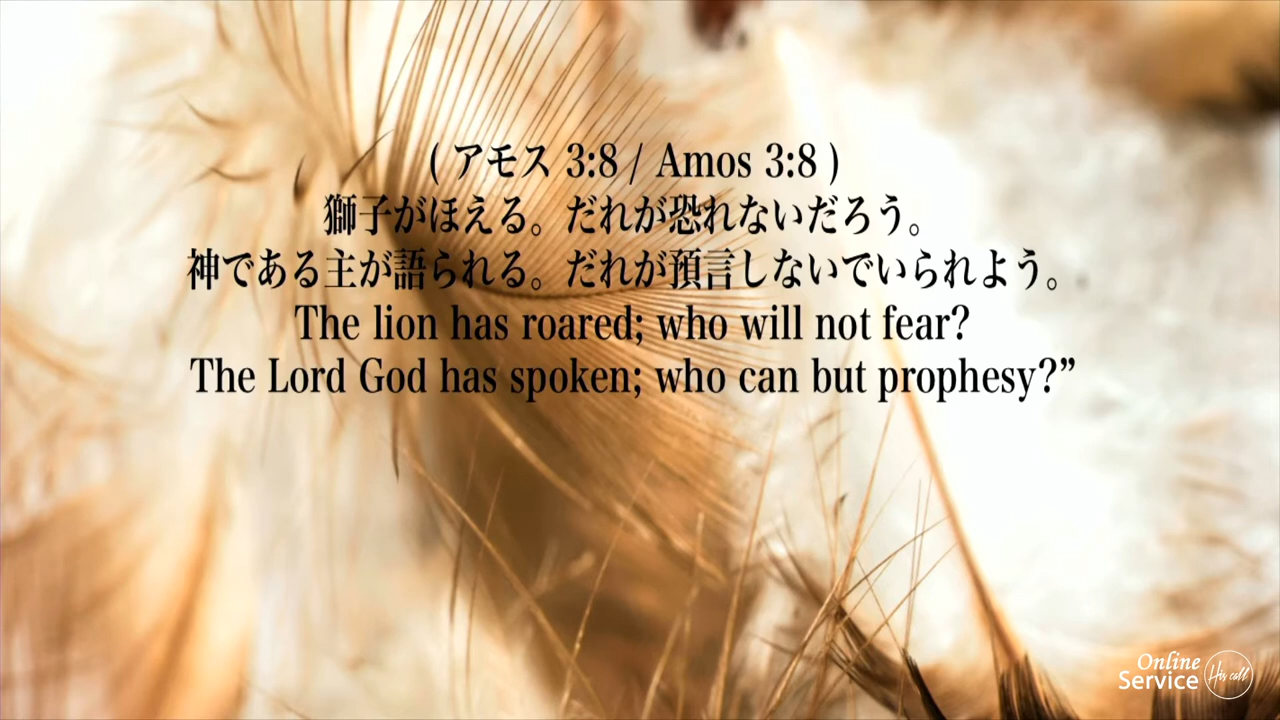 ( アモス 3:8 / Amos 3:8 )
獅子がほえる。だれが恐れないだろう。
神である主が語られる。だれが預言しないでいられよう。
The lion has roared; who will not fear?
The Lord God has spoken; who can but prophesy?”
Online
Service
His call